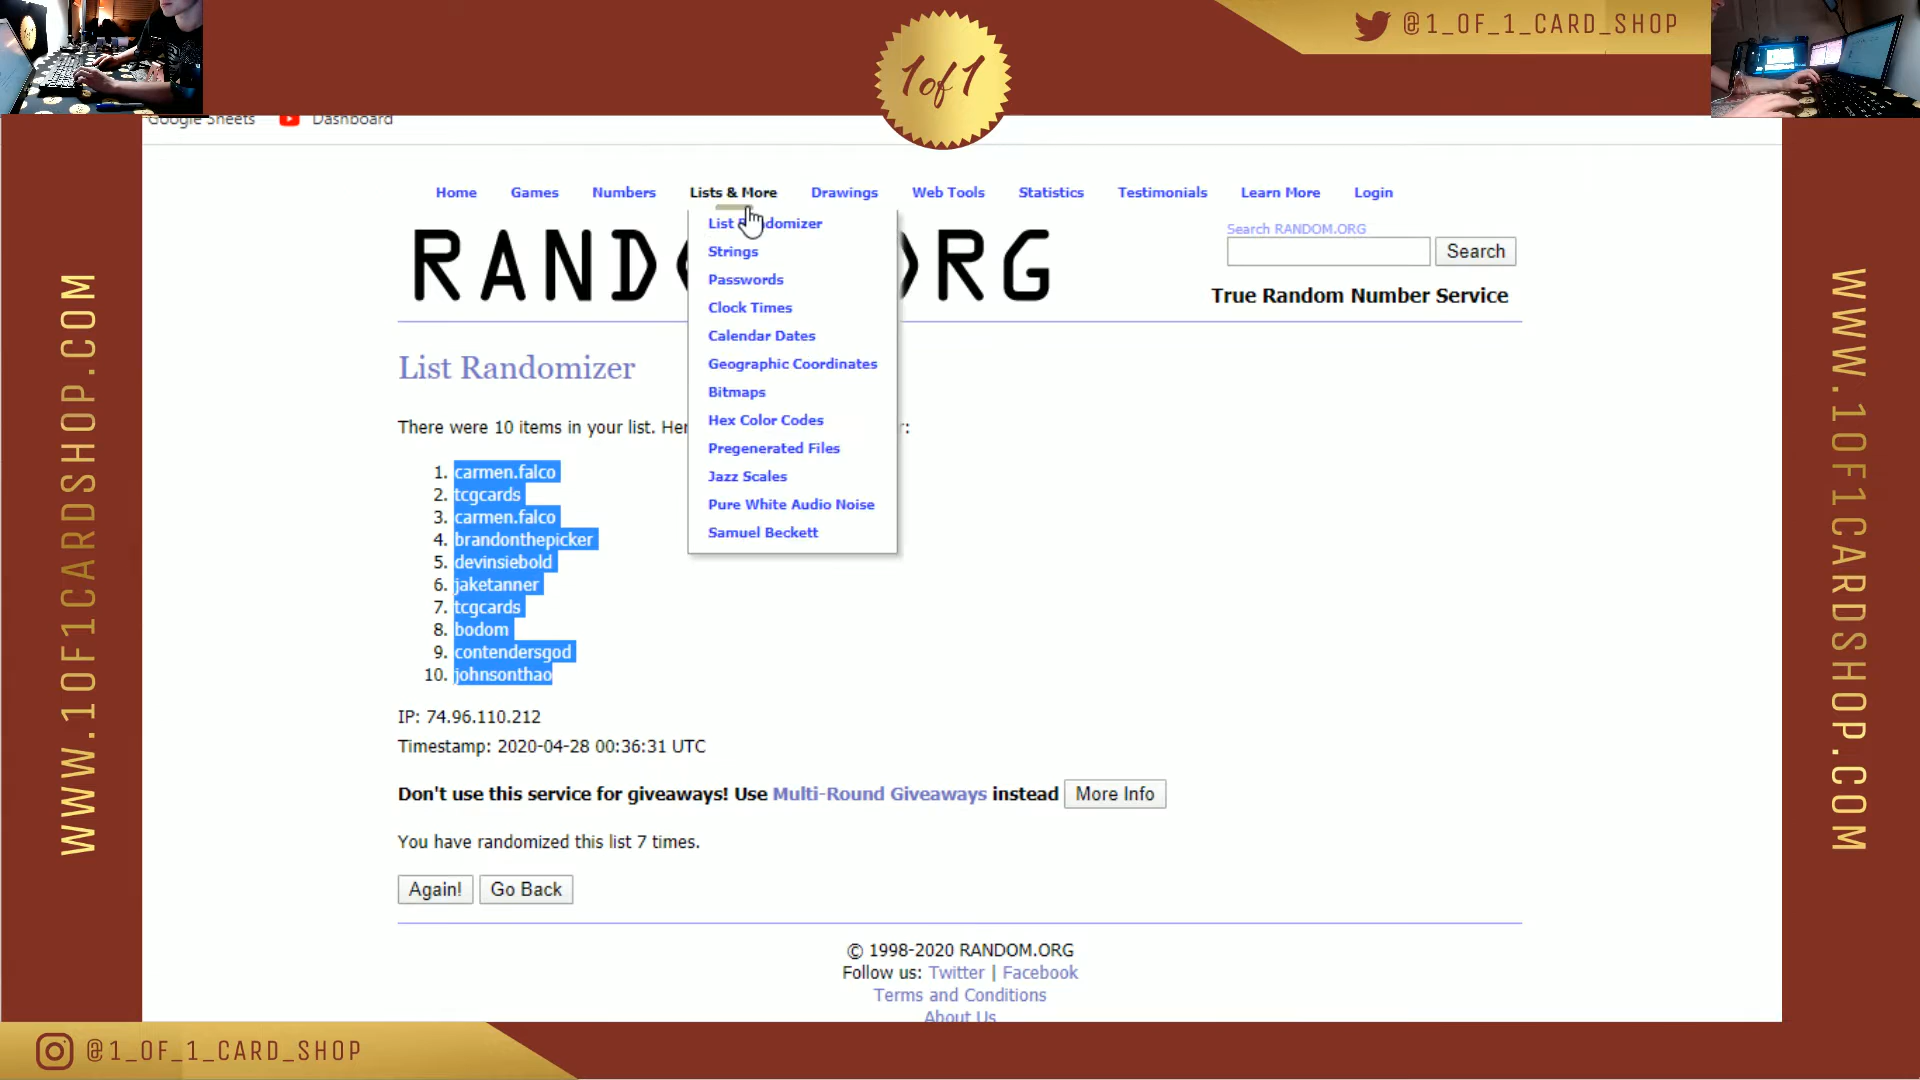 @1_OF_1_CARD_SHOP
1of1
Google Sheets Dashboard
Home Games Numbers Lists & More Drawings Web Tools Statistics Testimonials Learn More Login
List Randomizer
Strings
Passwords
Clock Times
Calendar Dates
Geographic Coordinates
Bitmaps
Hex Color Codes
Pregenerated Files
Jazz Scales
Pure White Audio Noise
Samuel Beckett
RANDOM.ORG
Search RANDOM.ORG
Search
True Random Number Service
List Randomizer
There were 10 items in your list. Her r:
1. carmen.falco
2. tcgcards
3. carmen.falco
4. brandonthepicker
5. devinsiebold
6. jaketanner
7. tcgcards
8. bodom
9. contendersgod
10. johnsonthao
IP: 74.96.110.212
Timestamp: 2020-04-28 00:36:31 UTC
Don't use this service for giveaways! Use Multi-Round Giveaways instead More Info
You have randomized this list 7 times.
Again! Go Back
© 1998-2020 RANDOM.ORG
Follow us: Twitter | Facebook
Terms and Conditions
About Us
WWW.1OF1CARDSHOP.COM
WWW.1OF1CARDSHOP.COM
@1_OF_1_CARD_SHOP